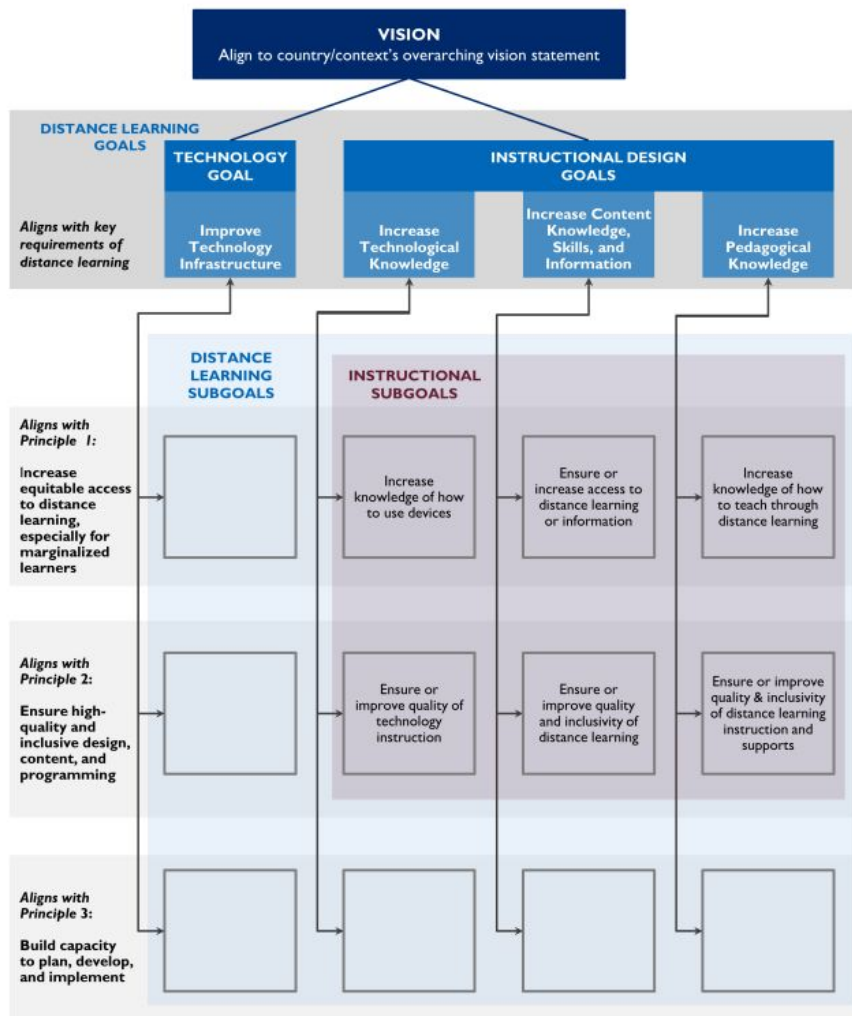 VISION
Align to country/context's overarching vision statement
DISTANCE LEARNING
GOALS
TECHNOLOGY
GOAL
INSTRUCTIONAL DESIGN
GOALS
Aligns with key
requirements of
distance learning
Improve
Technology
Infrastructure
Increase
Technological
Knowledge
Increase Content
Knowledge,
Skills, and
Information
Increase
Pedagogical
Knowledge
DISTANCE
LEARNING
SUBGOALS
INSTRUCTIONAL
SUBGOALS
Aligns with
Principle 1:
Increase
equitable access
to distance
learning,
especially for
marginalized
learners
Increase
knowledge of how
to use devices
Ensure or
increase access to
distance learning
or information
Increase
knowledge of how
to teach through
distance learning
Aligns with
Principle 2:
Ensure high-
quality and
inclusive design,
content, and
programming
Ensure or
improve quality of
technology
instruction
Ensure or
improve quality
and inclusivity of
distance learning
Ensure or improve
quality & inclusivity
of distance learning
instruction and
supports
Aligns with
Principle 3:
Build capacity
to plan, develop,
and implement